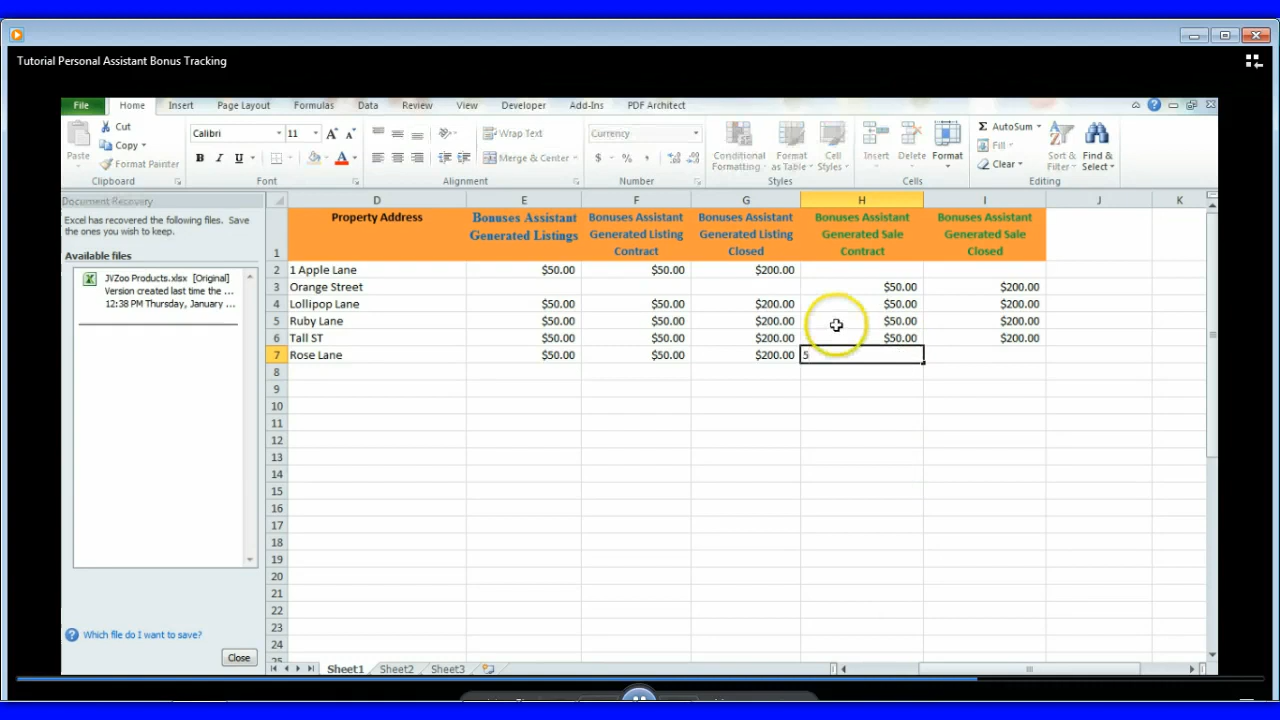 Tutorial Personal Assistant Bonus Tracking
File Home Insert Page Layout Formulas Data Review View Developer Add-Ins PDF Architect
Paste
Cut
Copy
Format Painter
Clipboard
Calibri 11
B I U
Font
Wrap Text
Merge & Center
Alignment
Currency
$ % ,
Number
Conditional Formatting
Format as Table
Cell Styles
Styles
Insert Delete Format
Cells
Σ AutoSum
Fill
Clear
Sort & Filter
Find & Select
Editing
Document Recovery
Excel has recovered the following files. Save
the ones you wish to keep.
Available files
JVZoo Products.xlsx [Original]
Version created last time the ...
12:38 PM Thursday, January ...
Which file do I want to save?
Close
D E F G H I J K
1 Property Address Bonuses Assistant Generated Listings Bonuses Assistant Generated Listing Contract Bonuses Assistant Generated Listing Closed Bonuses Assistant Generated Sale Contract Bonuses Assistant Generated Sale Closed
2 1 Apple Lane $50.00 $50.00 $200.00
3 Orange Street $50.00 $200.00
4 Lollipop Lane $50.00 $50.00 $200.00 $50.00 $200.00
5 Ruby Lane $50.00 $50.00 $200.00 $50.00 $200.00
6 Tall ST $50.00 $50.00 $200.00 $50.00 $200.00
7 Rose Lane $50.00 $50.00 $200.00 5
8
9
10
11
12
13
14
15
16
17
18
19
20
21
22
23
24
25
Sheet1 Sheet2 Sheet3